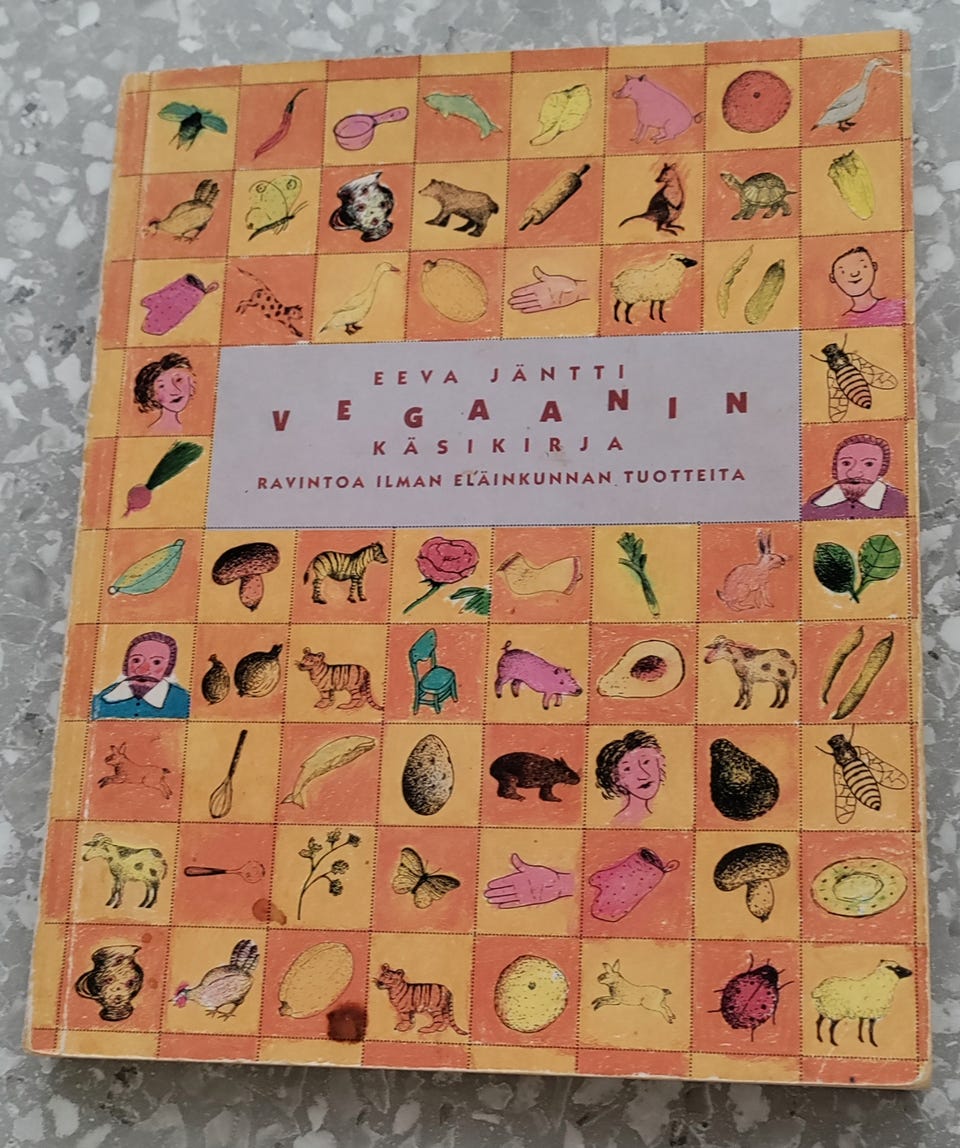 EEVA JÄNTTI
VEGAANIN
KÄSIKIRJA
RAVINTOA ILMAN ELÄINKUNNAN TUOTTEITA